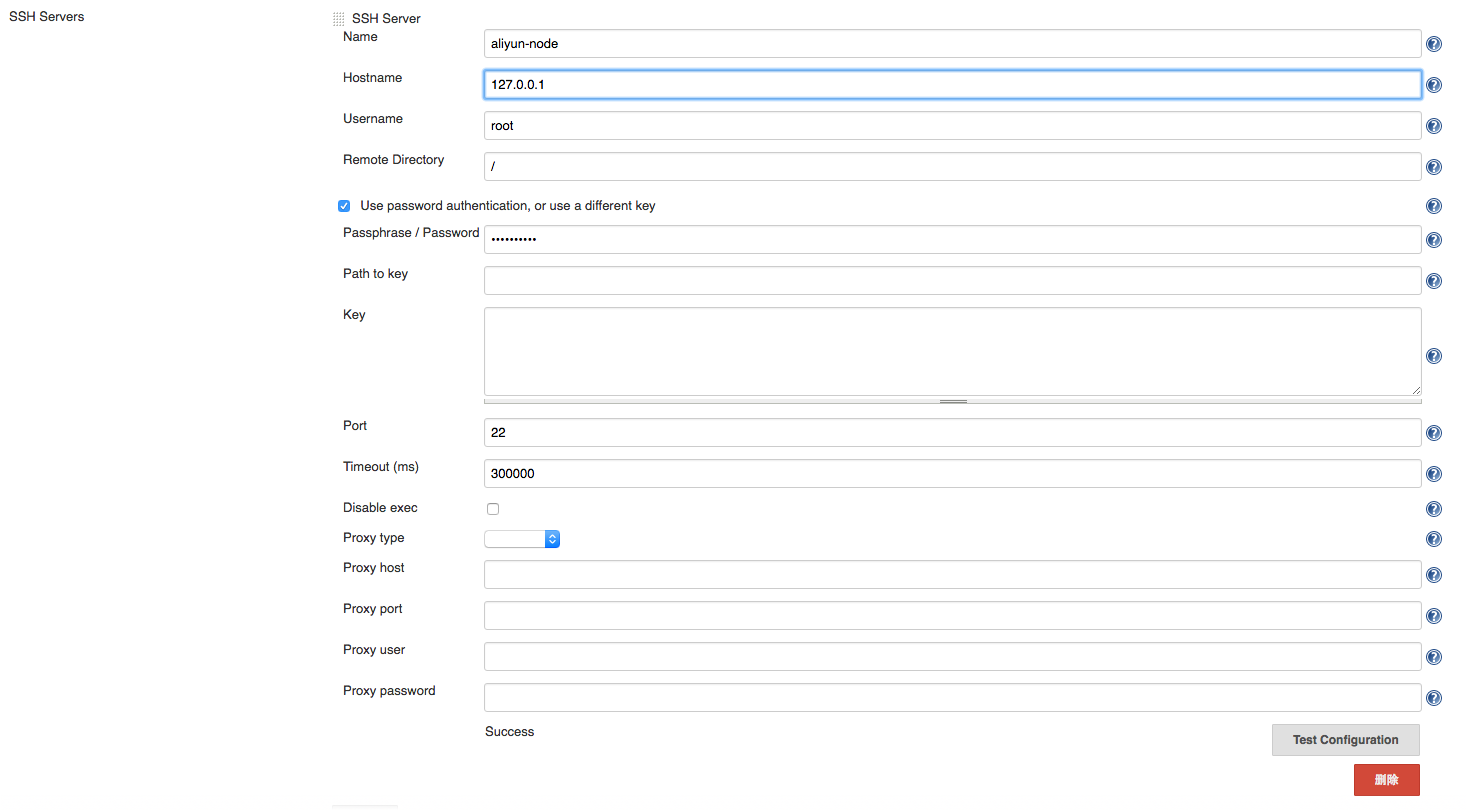 SSH Servers
SSH Server
Name
aliyun-node
Hostname
127.0.0.1
Username
root
Remote Directory
/
Use password authentication, or use a different key
Passphrase / Password
••••••••••
Path to key
Key
Port
22
Timeout (ms)
300000
Disable exec
Proxy type
Proxy host
Proxy port
Proxy user
Proxy password
Success
Test Configuration
删除